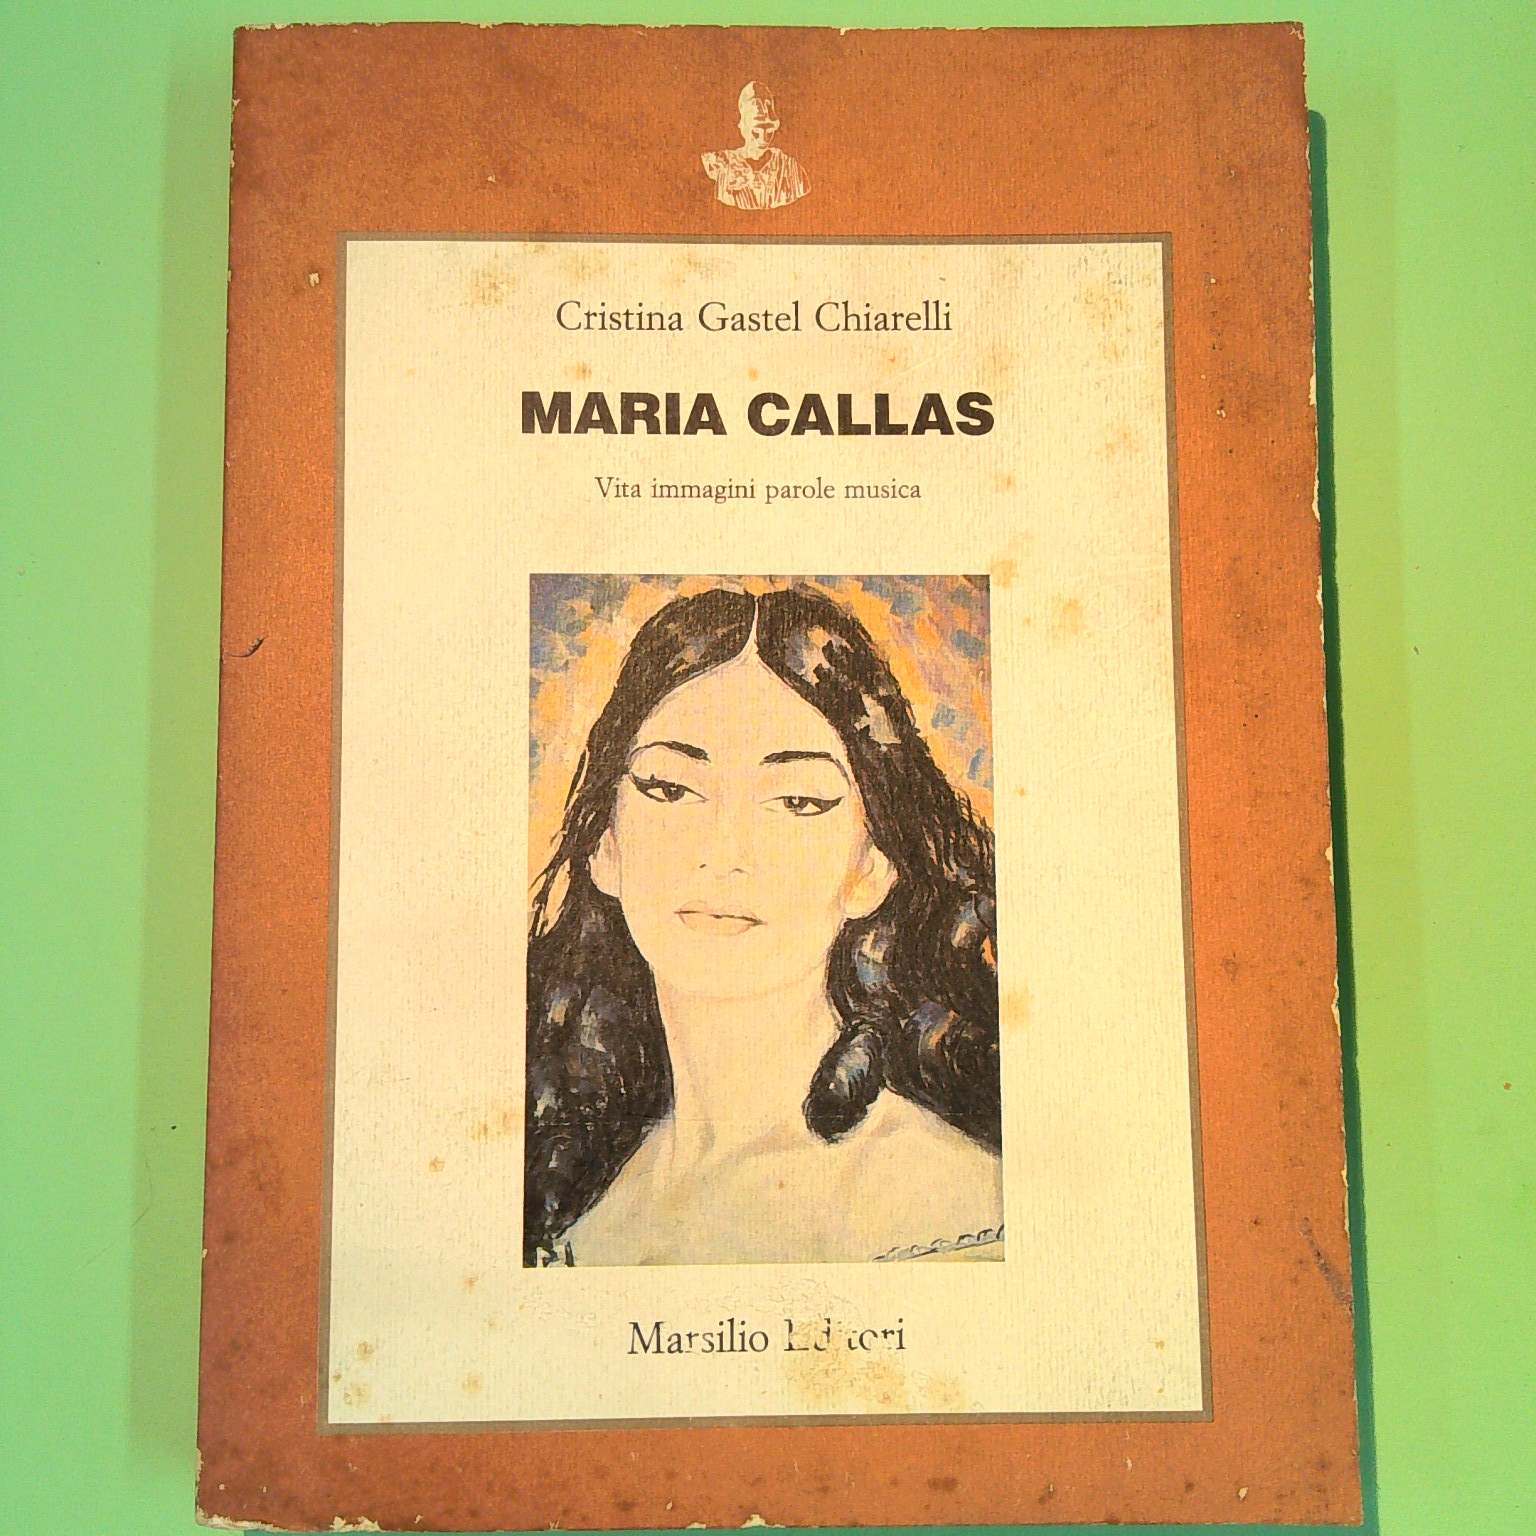 Cristina Gastel Chiarelli
MARIA CALLAS
Vita immagini parole musica
Marsilio Editori